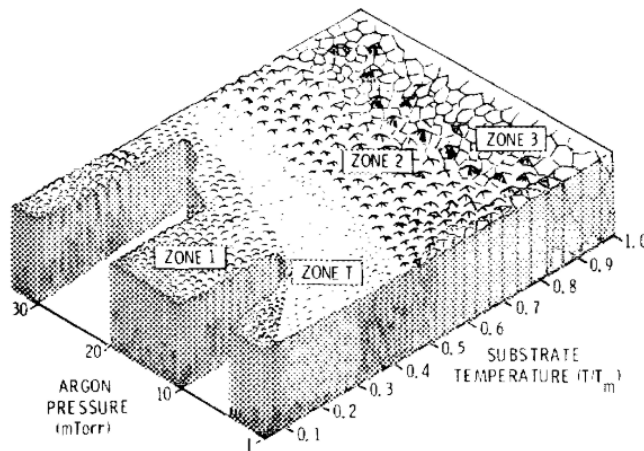 ZONE 3
ZONE 2
ZONE 1
ZONE T
1.0
0.9
0.8
0.7
0.6
0.5
0.4
0.3
0.2
0.1
30
20
10
1
SUBSTRATE
TEMPERATURE (T/Tm)
ARGON
PRESSURE
(mTorr)